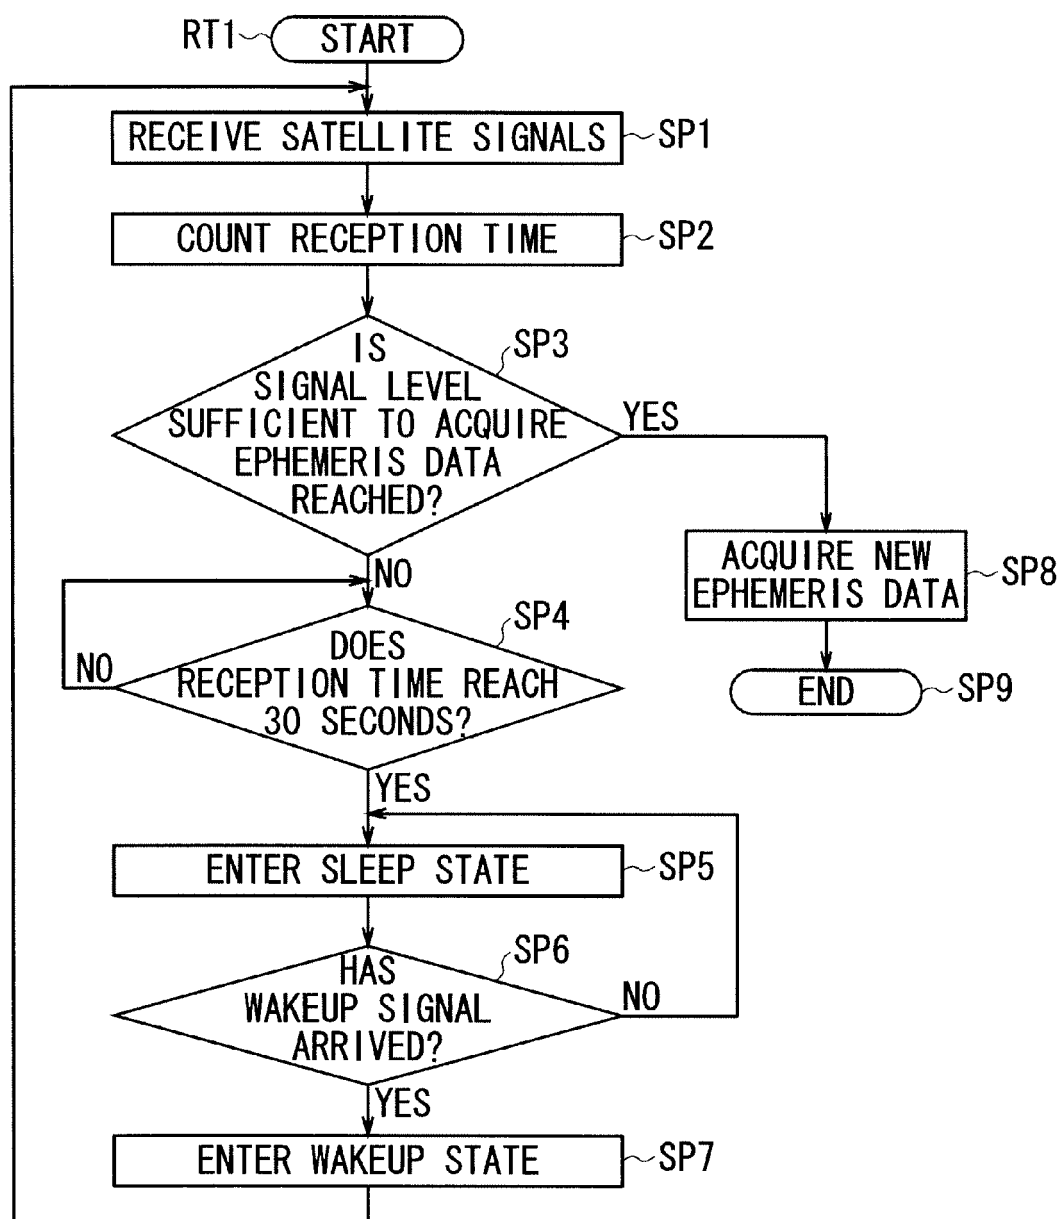 RT1 START
RECEIVE SATELLITE SIGNALS SP1
COUNT RECEPTION TIME SP2
IS SP3
SIGNAL LEVEL
SUFFICIENT TO ACQUIRE YES
EPHEMERIS DATA
REACHED?
NO
ACQUIRE NEW
EPHEMERIS DATA SP8
DOES SP4
NO RECEPTION TIME REACH
30 SECONDS?
END SP9
YES
ENTER SLEEP STATE SP5
HAS SP6
WAKEUP SIGNAL NO
ARRIVED?
YES
ENTER WAKEUP STATE SP7